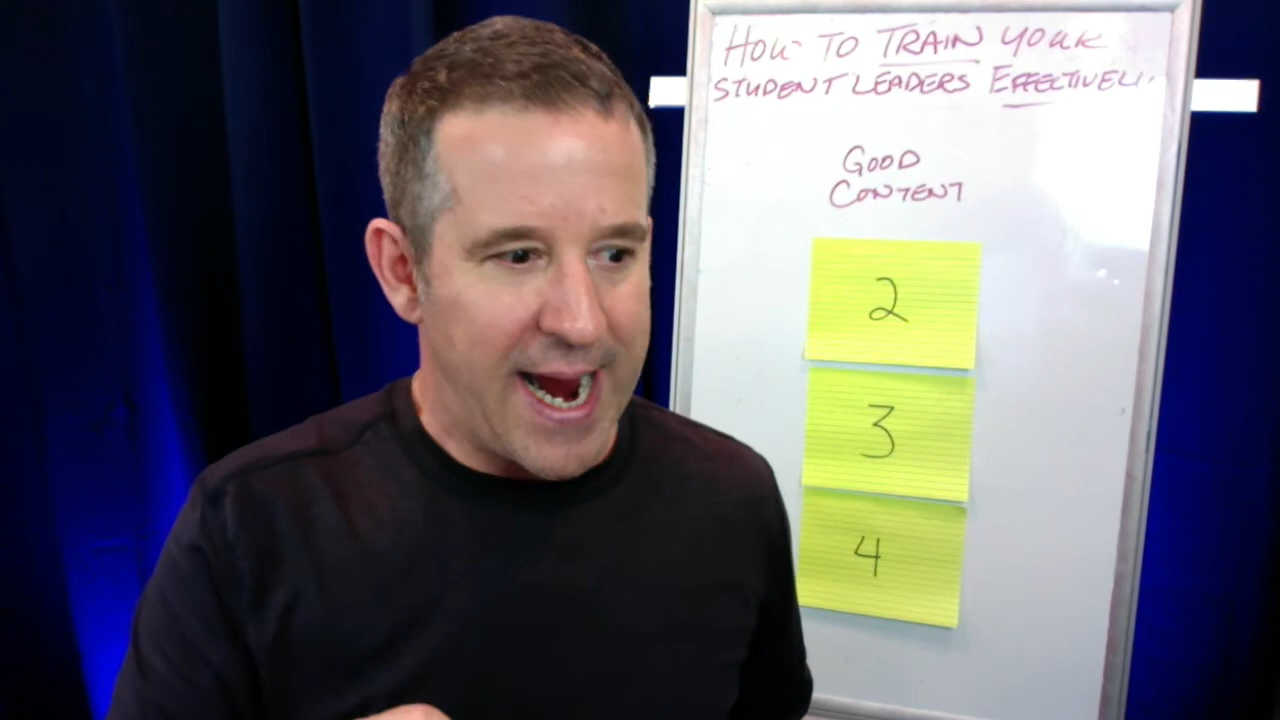 HOW TO TRAIN YOUR
STUDENT LEADERS EFFECTIVELY
GOOD
CONTENT
2
3
4